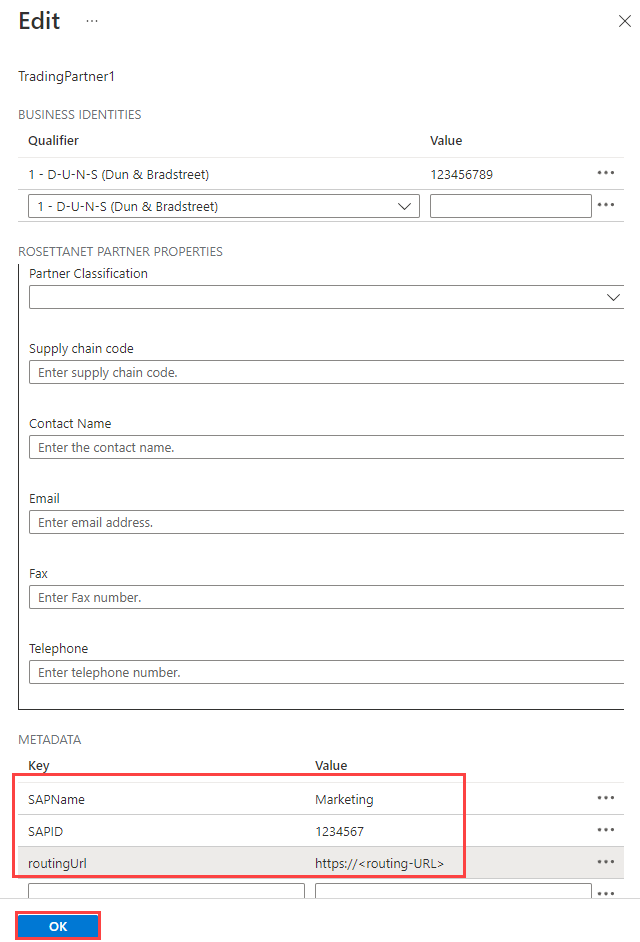 Edit ...
TradingPartner1
BUSINESS IDENTITIES
Qualifier Value
1 - D-U-N-S (Dun & Bradstreet) 123456789 ...
1 - D-U-N-S (Dun & Bradstreet) ...
ROSETTANET PARTNER PROPERTIES
Partner Classification
Supply chain code
Enter supply chain code.
Contact Name
Enter the contact name.
Email
Enter email address.
Fax
Enter Fax number.
Telephone
Enter telephone number.
METADATA
Key Value
SAPName Marketing ...
SAPID 1234567 ...
routingUrl https://<routing-URL> ...
...
OK